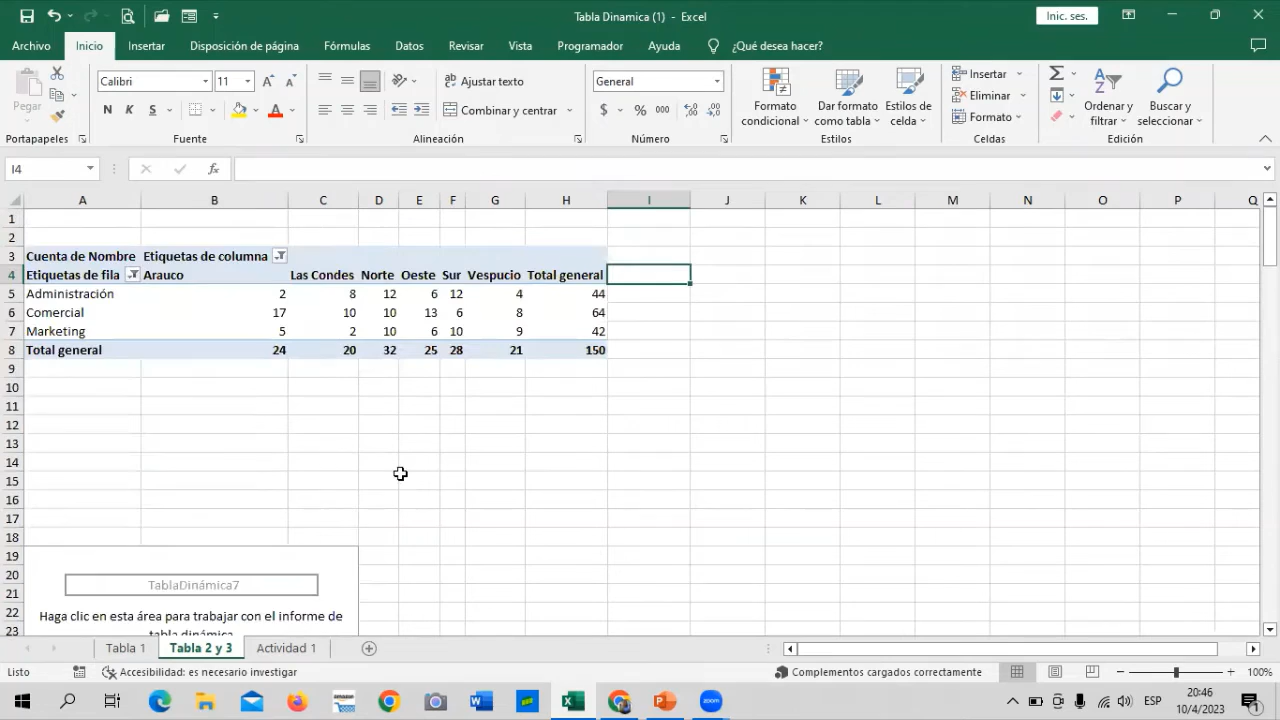 Tabla Dinamica (1) - Excel
Inic. ses.
Archivo Inicio Insertar Disposición de página Fórmulas Datos Revisar Vista Programador Ayuda ¿Qué desea hacer?
Pegar
Calibri 11
N K S
Ajustar texto
Combinar y centrar
General
$ % 000
Formato condicional
Dar formato como tabla
Estilos de celda
Insertar
Eliminar
Formato
Ordenar y filtrar
Buscar y seleccionar
Portapapeles Fuente Alineación Número Estilos Celdas Edición
I4
fx
A B C D E F G H I J K L M N O P Q
1
2
3 Cuenta de Nombre Etiquetas de columna
4 Etiquetas de fila Arauco Las Condes Norte Oeste Sur Vespucio Total general
5 Administración 2 8 12 6 12 4 44
6 Comercial 17 10 10 13 6 8 64
7 Marketing 5 2 10 6 10 9 42
8 Total general 24 20 32 25 28 21 150
9
10
11
12
13
14
15
16
17
18
19
20 TablaDinámica7
21
22 Haga clic en esta área para trabajar con el informe de
23 tabla dinámica
Tabla 1 Tabla 2 y 3 Actividad 1
Listo Accesibilidad: es necesario investigar Complementos cargados correctamente 100%
ESP
20:46
10/4/2023